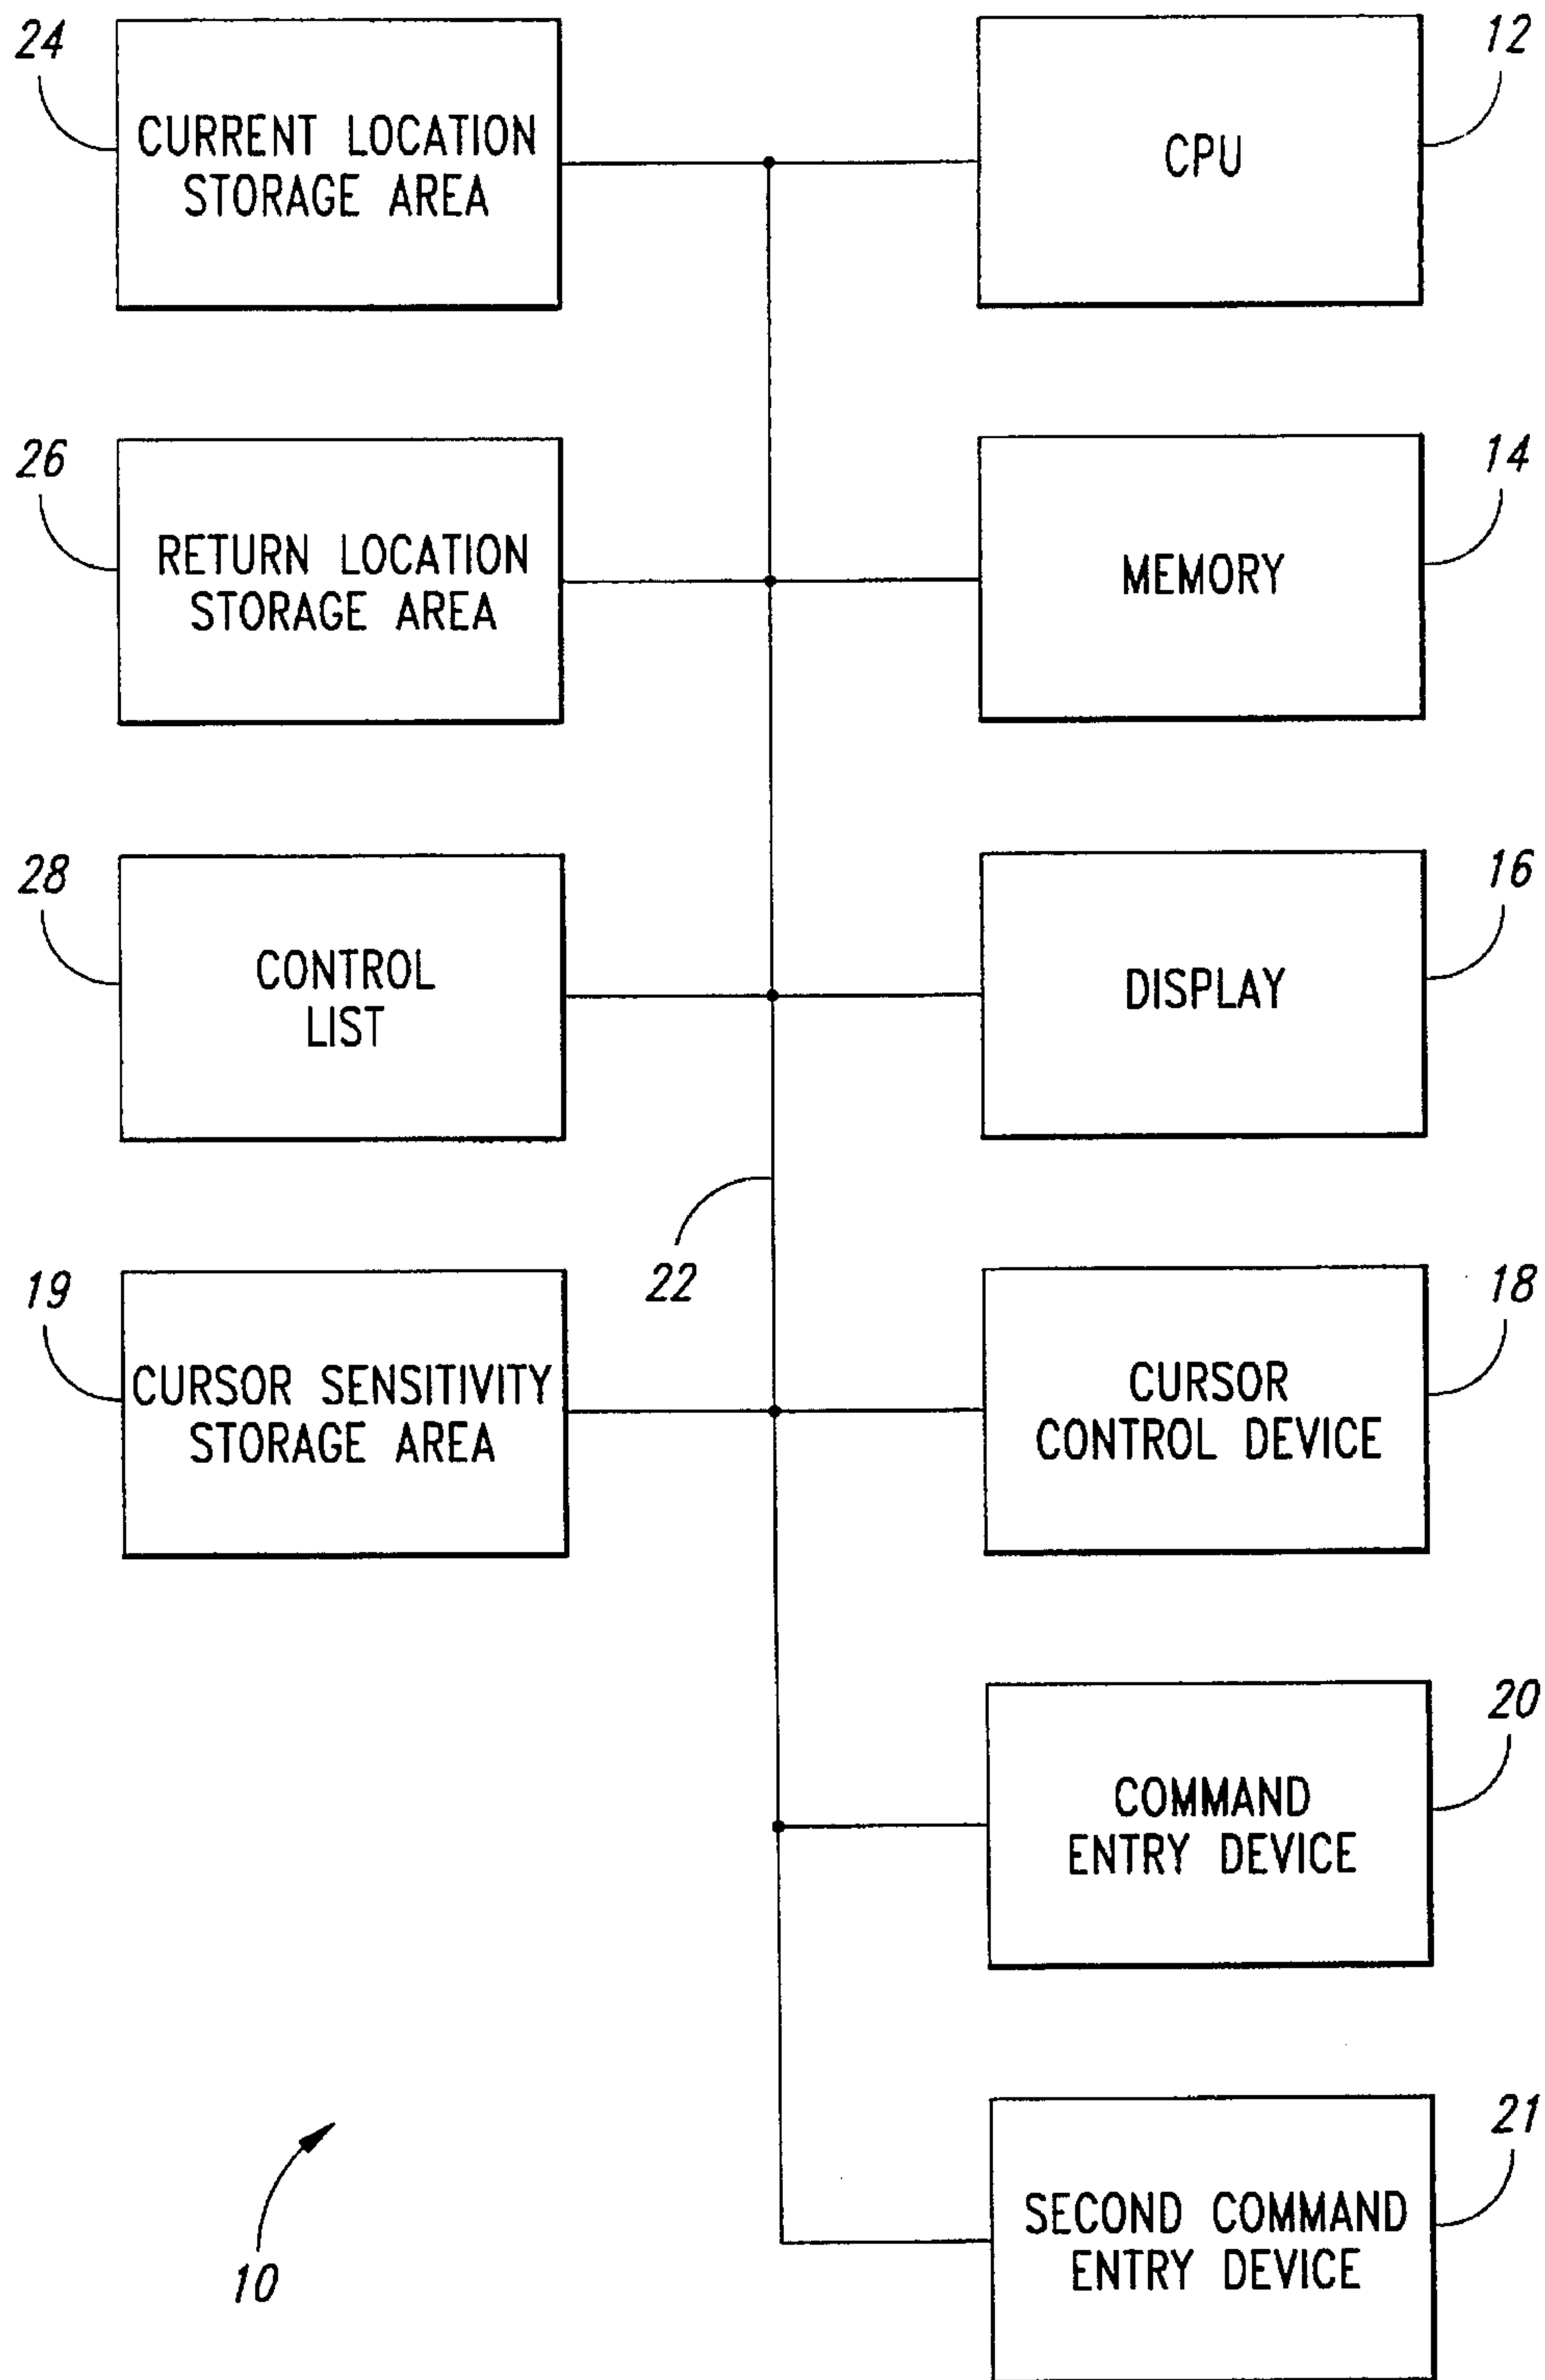 24
CURRENT LOCATION
STORAGE AREA
12
CPU
26
RETURN LOCATION
STORAGE AREA
14
MEMORY
28
CONTROL
LIST
16
DISPLAY
22
19
CURSOR SENSITIVITY
STORAGE AREA
18
CURSOR
CONTROL DEVICE
20
COMMAND
ENTRY DEVICE
10
21
SECOND COMMAND
ENTRY DEVICE